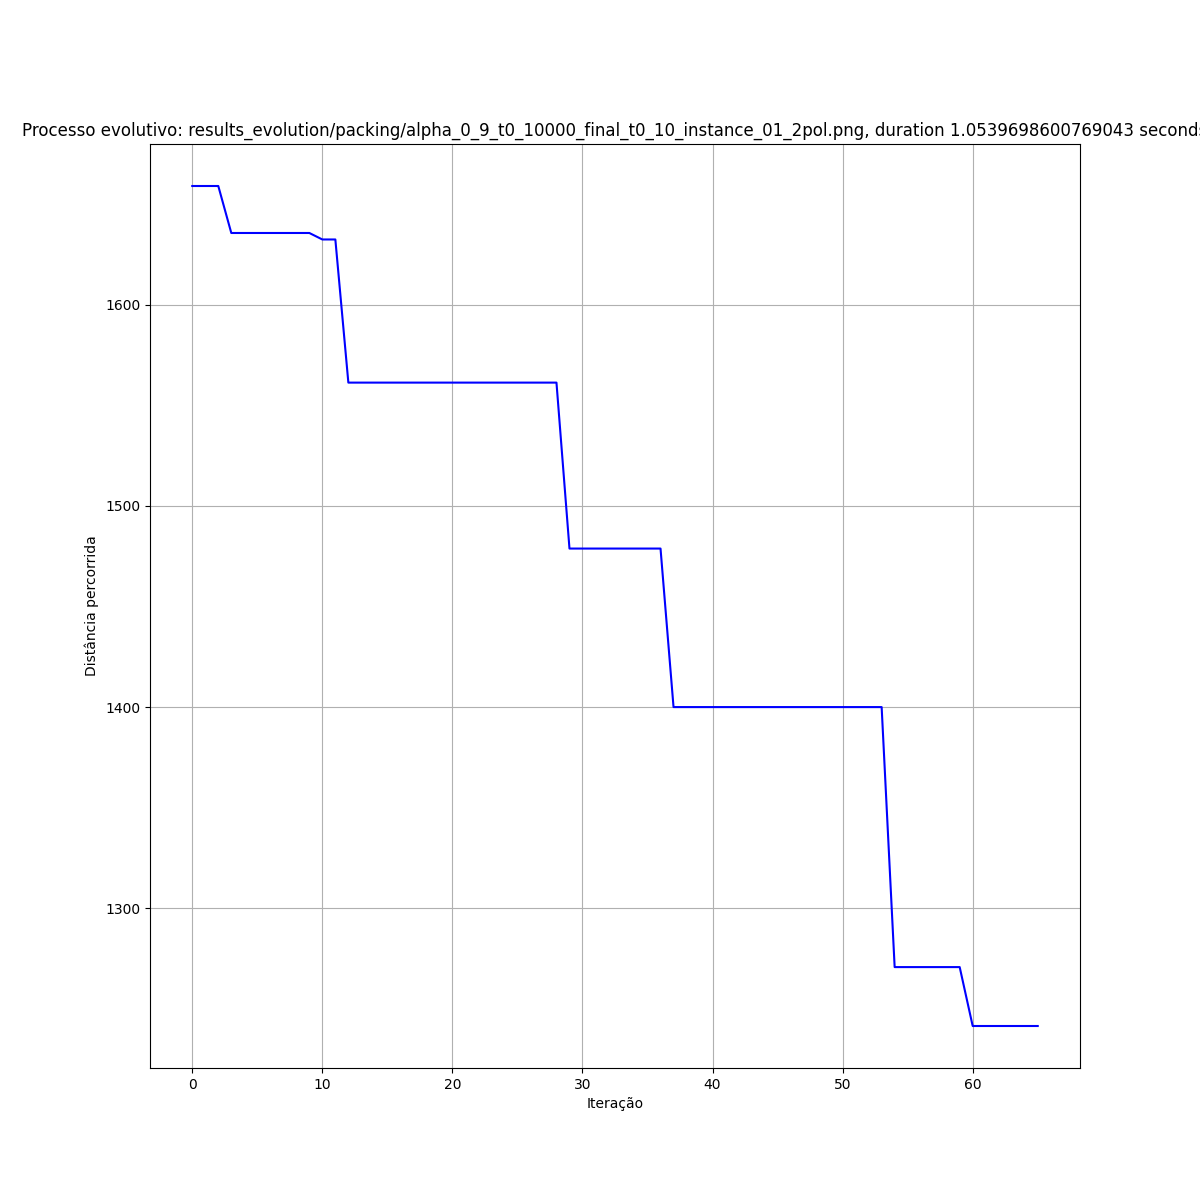 Processo evolutivo: results_evolution/packing/alpha_0_9_t0_10000_final_t0_10_instance_01_2pol.png, duration 1.0539698600769043 seconds
1600
1500
1400
1300
Distância percorrida
0 10 20 30 40 50 60
Iteração